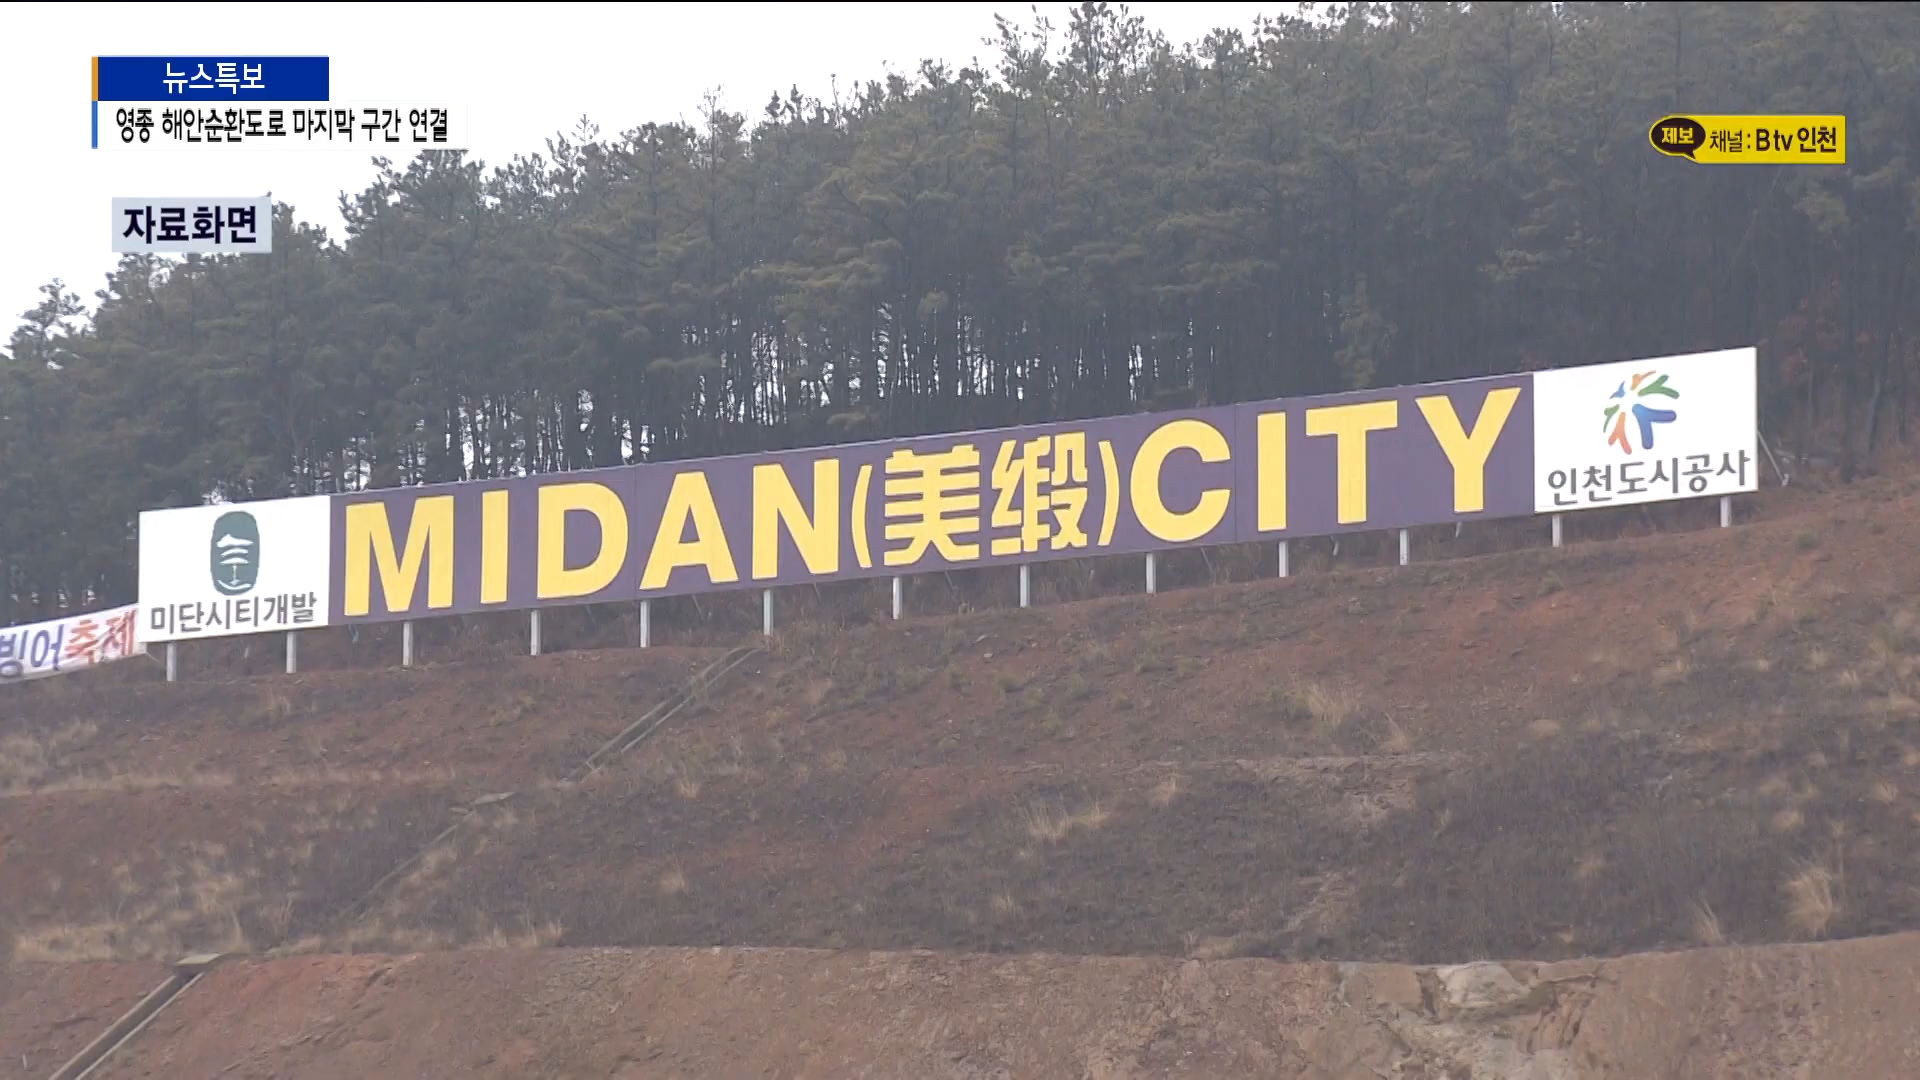 뉴스특보
영종 해안순환도로 마지막 구간 연결
제보 채널 : B tv 인천
자료화면
MIDAN(美緞)CITY
인천도시공사
미단시티개발
빙어축제